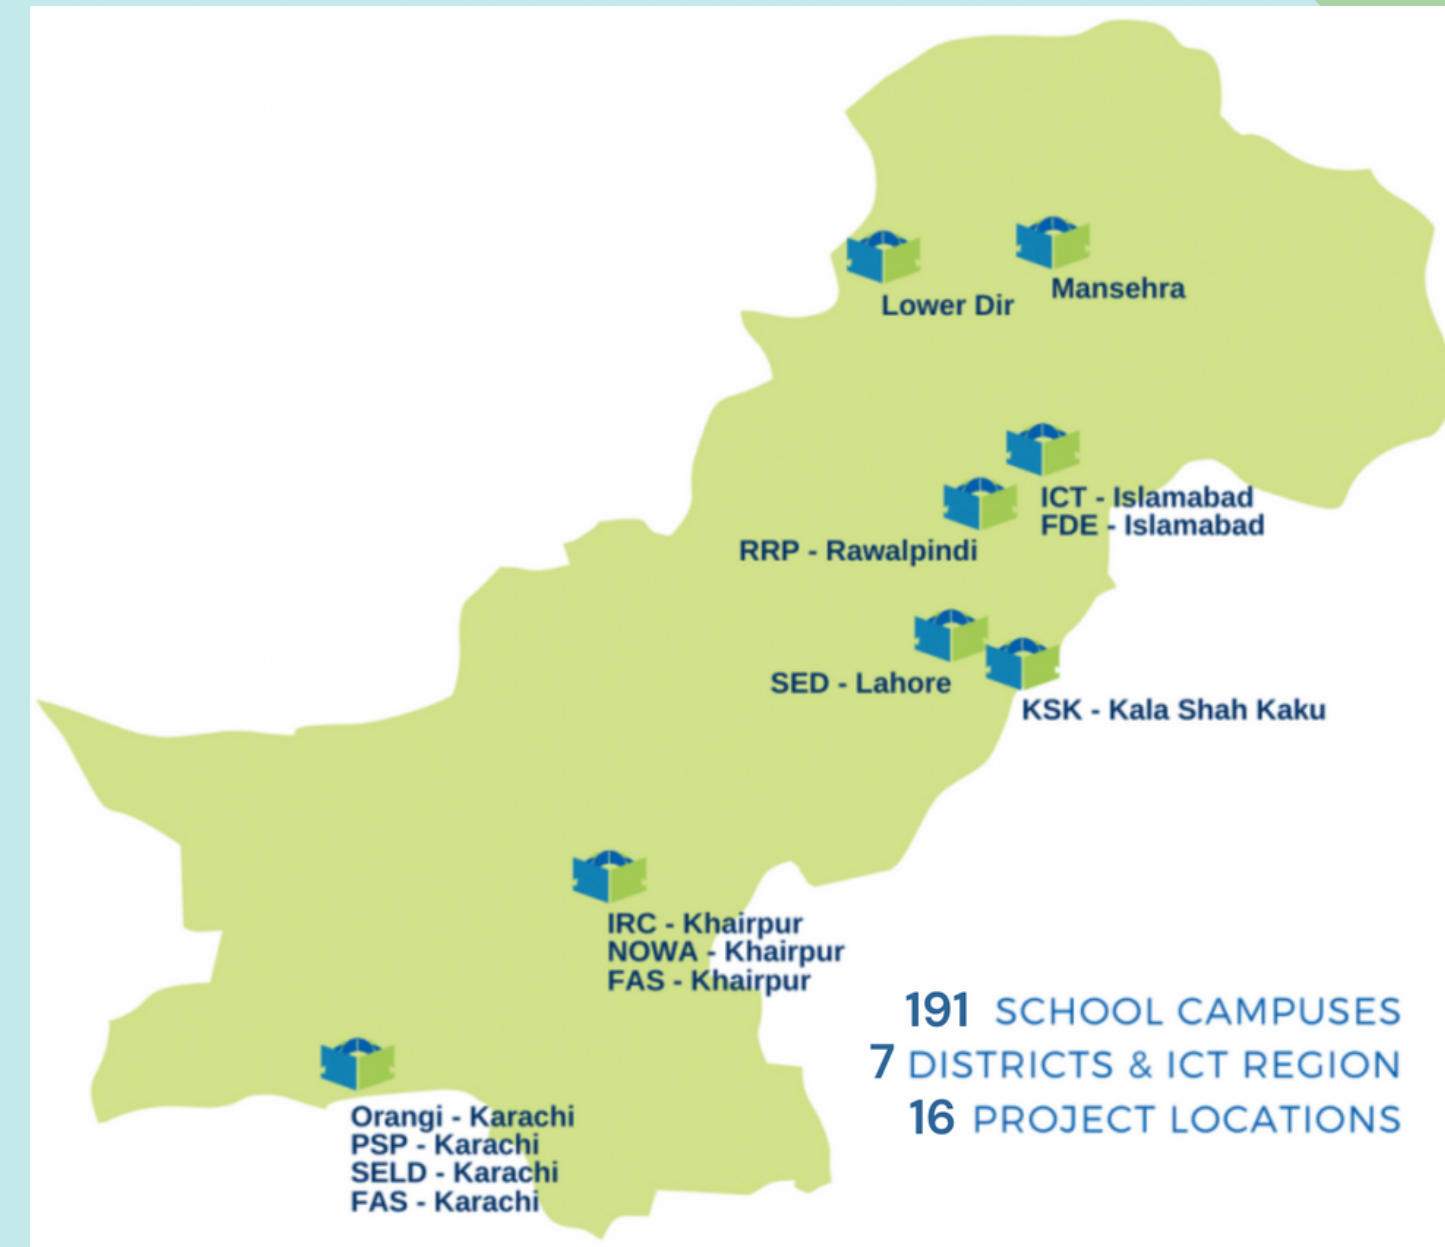 Mansehra
Lower Dir
ICT - Islamabad
FDE - Islamabad
RRP - Rawalpindi
SED - Lahore
KSK - Kala Shah Kaku
IRC - Khairpur
NOWA - Khairpur
FAS - Khairpur
191 SCHOOL CAMPUSES
7 DISTRICTS & ICT REGION
16 PROJECT LOCATIONS
Orangi - Karachi
PSP - Karachi
SELD - Karachi
FAS - Karachi